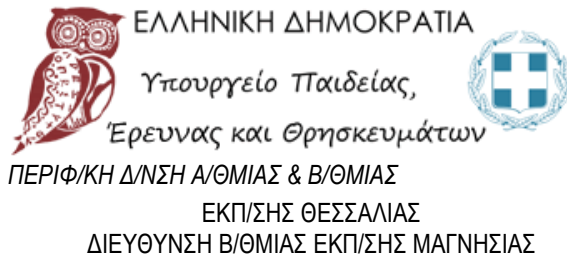 ΕΛΛΗΝΙΚΗ ΔΗΜΟΚΡΑΤΙΑ
Υπουργείο Παιδείας,
Έρευνας και Θρησκευμάτων
ΠΕΡΙΦ/ΚΗ Δ/ΝΣΗ Α/ΘΜΙΑΣ & Β/ΘΜΙΑΣ
ΕΚΠ/ΣΗΣ ΘΕΣΣΑΛΙΑΣ
ΔΙΕΥΘΥΝΣΗ Β/ΘΜΙΑΣ ΕΚΠ/ΣΗΣ ΜΑΓΝΗΣΙΑΣ